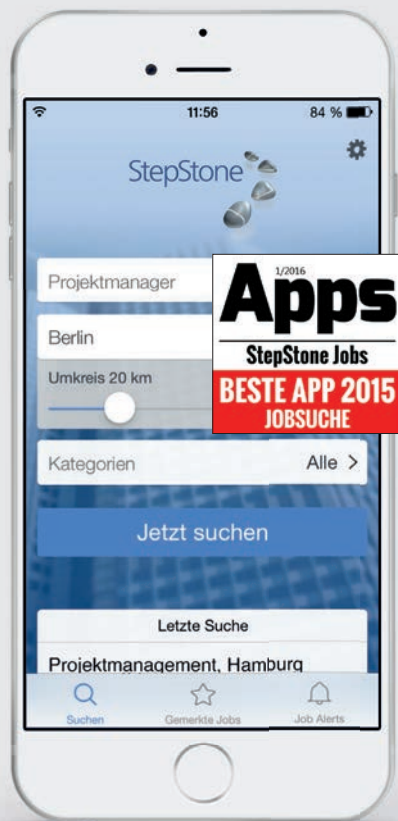 11:56
84 %
StepStone
Projektmanager
Berlin
Umkreis 20 km
1/2016
Apps
StepStone Jobs
BESTE APP 2015
JOBSUCHE
Kategorien
Alle >
Jetzt suchen
Letzte Suche
Projektmanagement, Hamburg
Suchen
Gemerkte Jobs
Job Alerts